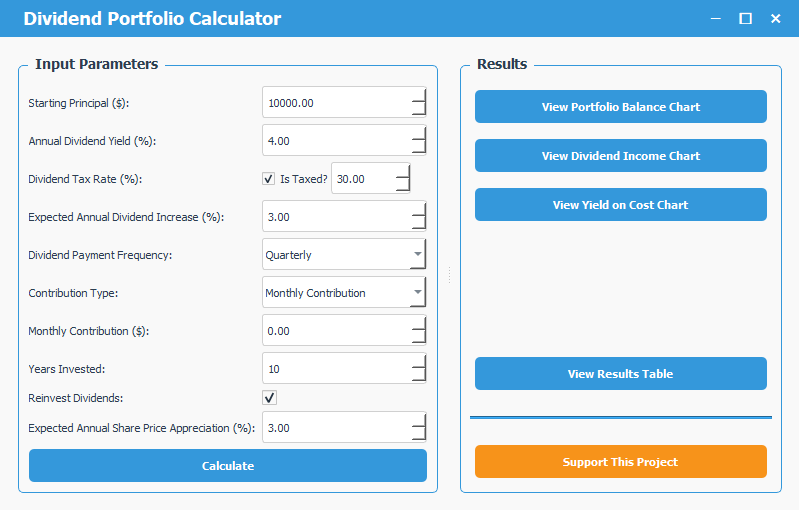 Dividend Portfolio Calculator
Input Parameters
Starting Principal ($): 10000.00
Annual Dividend Yield (%): 4.00
Dividend Tax Rate (%): Is Taxed? 30.00
Expected Annual Dividend Increase (%): 3.00
Dividend Payment Frequency: Quarterly
Contribution Type: Monthly Contribution
Monthly Contribution ($): 0.00
Years Invested: 10
Reinvest Dividends:
Expected Annual Share Price Appreciation (%): 3.00
Calculate
Results
View Portfolio Balance Chart
View Dividend Income Chart
View Yield on Cost Chart
View Results Table
Support This Project